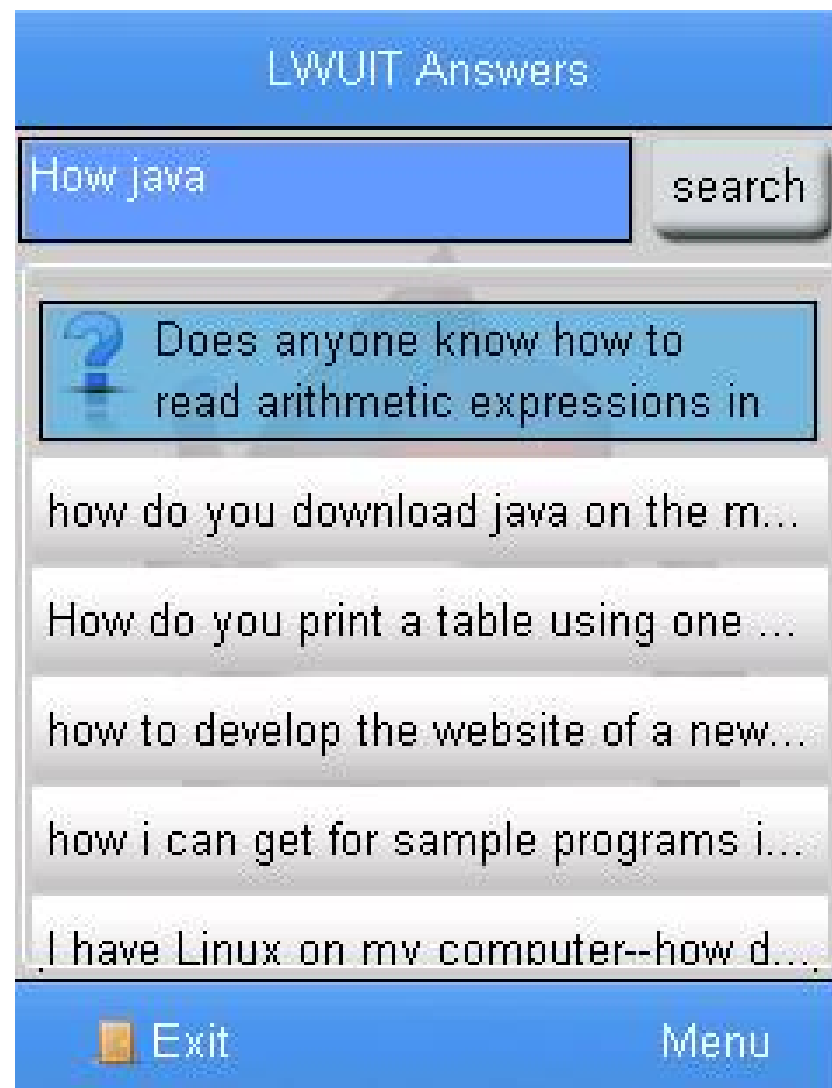 LWUIT Answers
How java
search
Does anyone know how to
read arithmetic expressions in
how do you download java on the m...
How do you print a table using one ...
how to develop the website of a new...
how i can get for sample programs i...
I have Linux on my computer--how d...
Exit
Menu